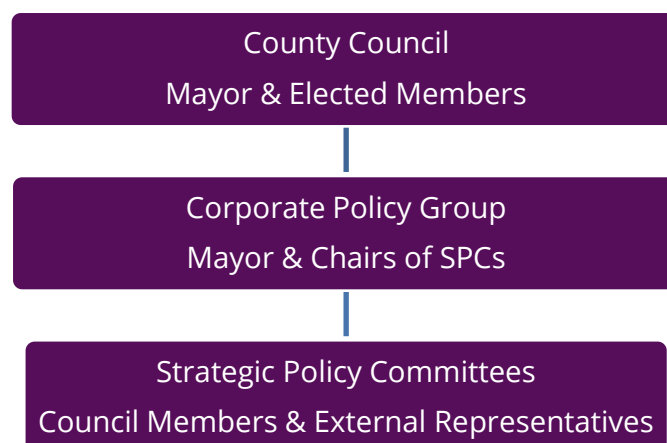 County Council
Mayor & Elected Members
Corporate Policy Group
Mayor & Chairs of SPCs
Strategic Policy Committees
Council Members & External Representatives